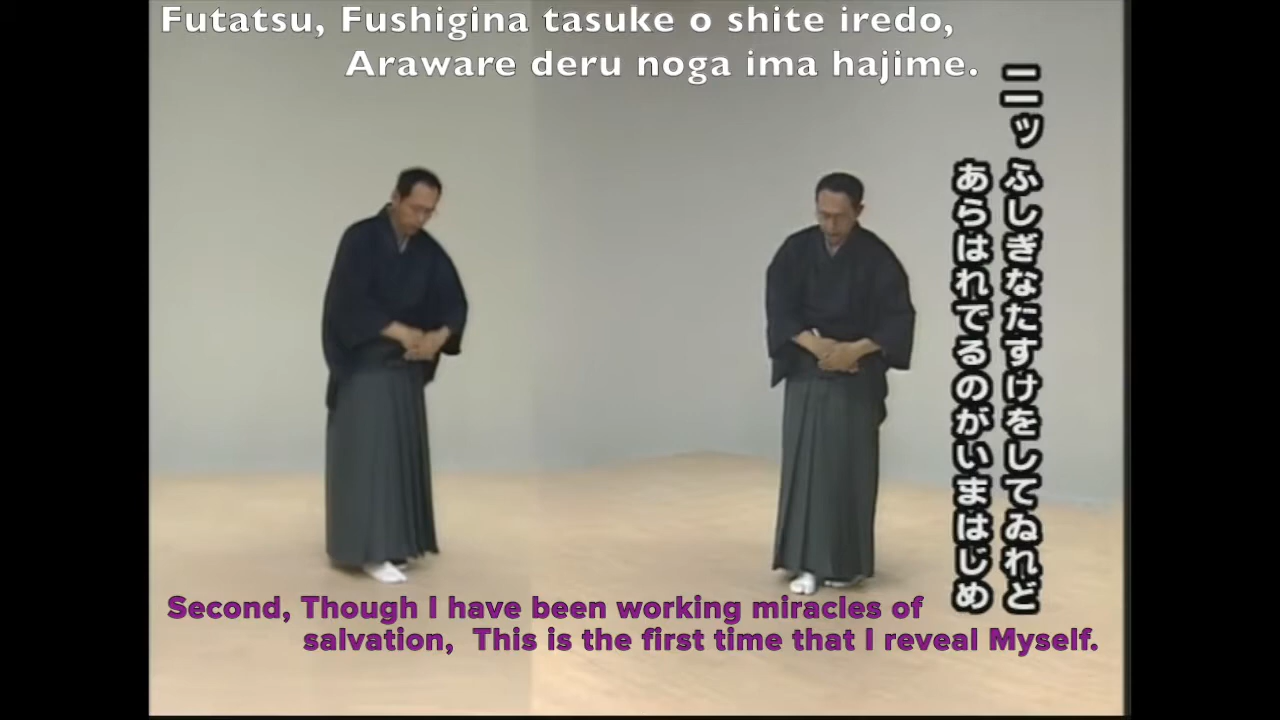 Futatsu, Fushigina tasuke o shite iredo,
Araware deru noga ima hajime.
二ッ ふしぎなたすけをしてゐれど
あらはれでるのがいまはじめ
Second, Though I have been working miracles of
salvation, This is the first time that I reveal Myself.